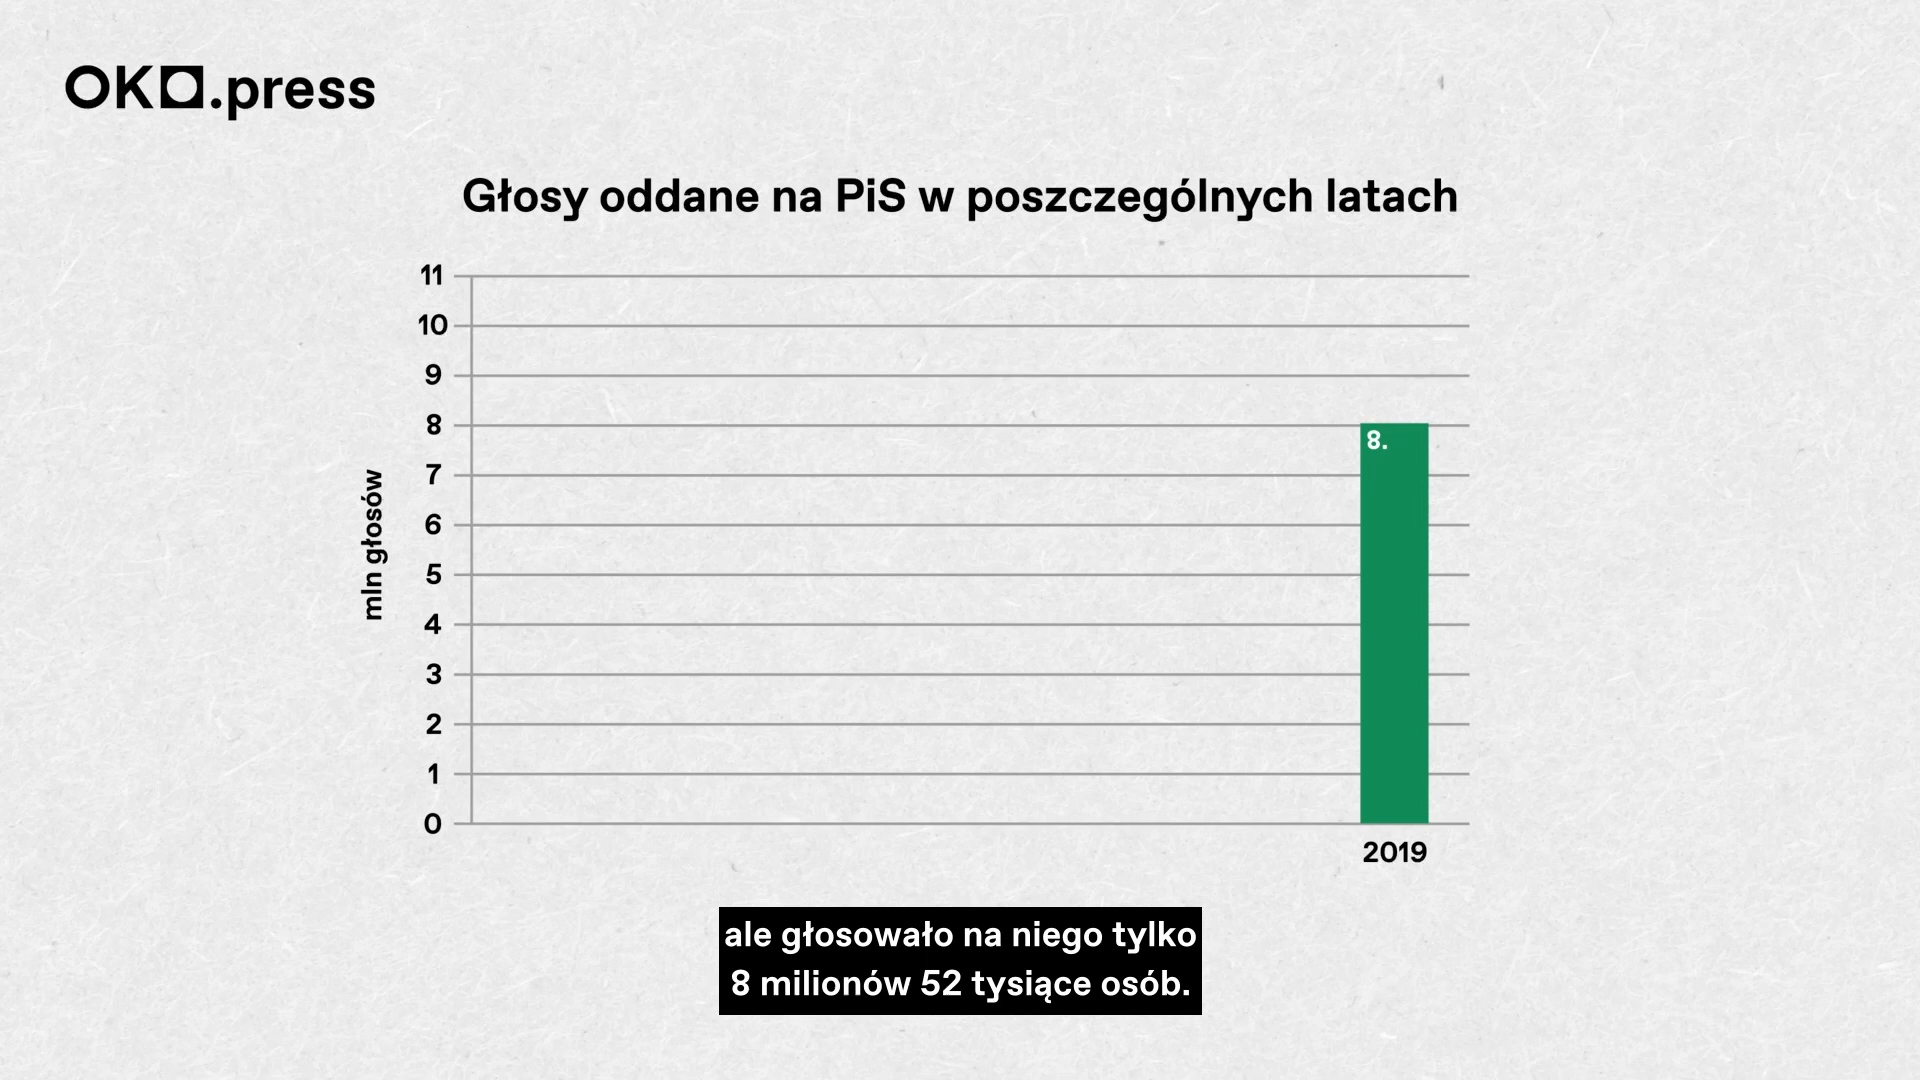 OKO.press
Głosy oddane na PiS w poszczególnych latach
mln głosów
11
10
9
8
7
6
5
4
3
2
1
0
8.
2019
ale głosowało na niego tylko
8 milionów 52 tysiące osób.